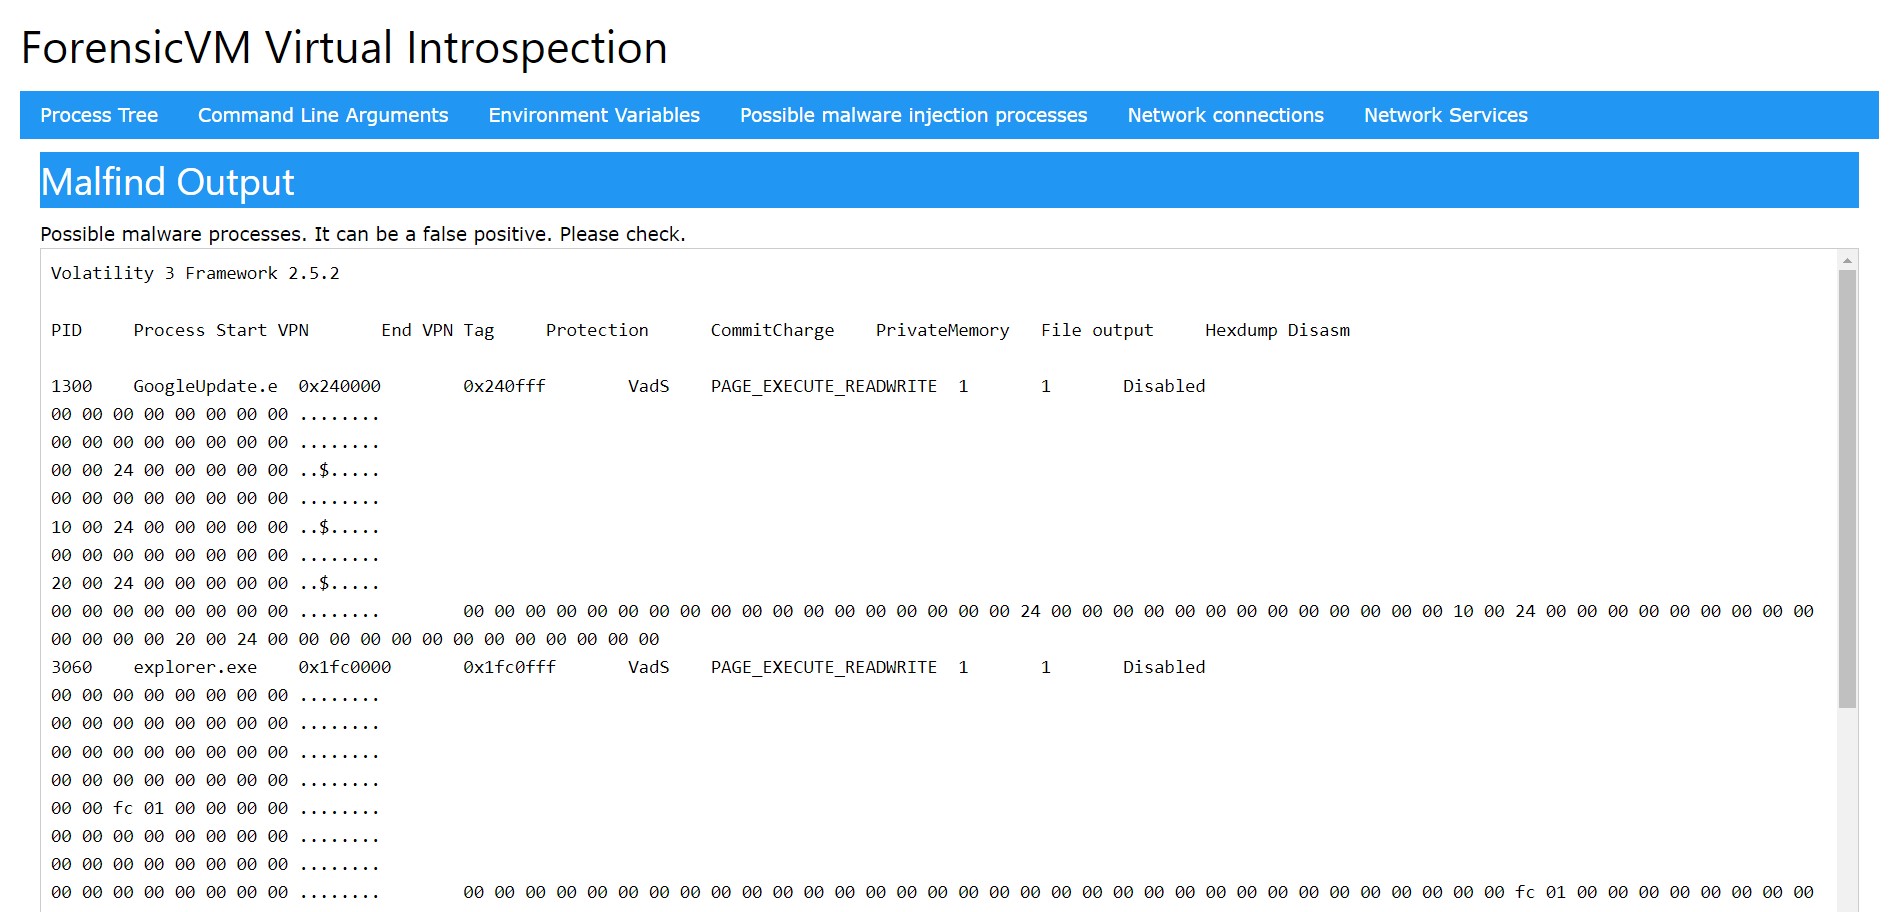 ForensicVM Virtual Introspection
Process Tree Command Line Arguments Environment Variables Possible malware injection processes Network connections Network Services
Malfind Output
Possible malware processes. It can be a false positive. Please check.
Volatility 3 Framework 2.5.2
PID Process Start VPN End VPN Tag Protection CommitCharge PrivateMemory File output Hexdump Disasm
1300 GoogleUpdate.e 0x240000 0x240fff VadS PAGE_EXECUTE_READWRITE 1 1 Disabled
00 00 00 00 00 00 00 00 ........
00 00 00 00 00 00 00 00 ........
00 00 24 00 00 00 00 00 ..$.....
00 00 00 00 00 00 00 00 ........
10 00 24 00 00 00 00 00 ..$.....
00 00 00 00 00 00 00 00 ........
20 00 24 00 00 00 00 00 ..$.....
00 00 00 00 00 00 00 00 ........ 00 00 00 00 00 00 00 00 00 00 00 00 00 00 00 00 00 00 24 00 00 00 00 00 00 00 00 00 00 00 00 00 10 00 24 00 00 00 00 00 00 00 00 00
00 00 00 00 20 00 24 00 00 00 00 00 00 00 00 00 00 00 00 00
3060 explorer.exe 0x1fc0000 0x1fc0fff VadS PAGE_EXECUTE_READWRITE 1 1 Disabled
00 00 00 00 00 00 00 00 ........
00 00 00 00 00 00 00 00 ........
00 00 00 00 00 00 00 00 ........
00 00 00 00 00 00 00 00 ........
00 00 fc 01 00 00 00 00 ........
00 00 00 00 00 00 00 00 ........
00 00 00 00 00 00 00 00 ........
00 00 00 00 00 00 00 00 ........ 00 00 00 00 00 00 00 00 00 00 00 00 00 00 00 00 00 00 00 00 00 00 00 00 00 00 00 00 00 00 00 00 00 00 fc 01 00 00 00 00 00 00 00 00